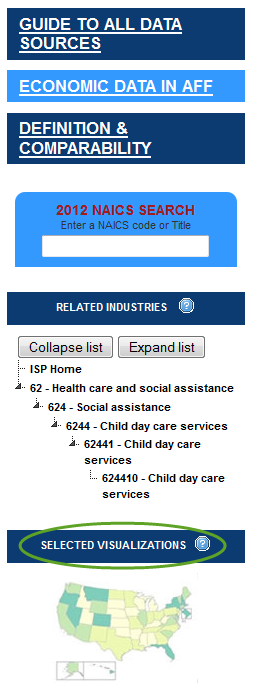 GUIDE TO ALL DATA
SOURCES
ECONOMIC DATA IN AFF
DEFINITION &
COMPARABILITY
2012 NAICS SEARCH
Enter a NAICS code or Title
RELATED INDUSTRIES ?
Collapse list Expand list
ISP Home
62 - Health care and social assistance
624 - Social assistance
6244 - Child day care services
62441 - Child day care
services
624410 - Child day care
services
SELECTED VISUALIZATIONS ?